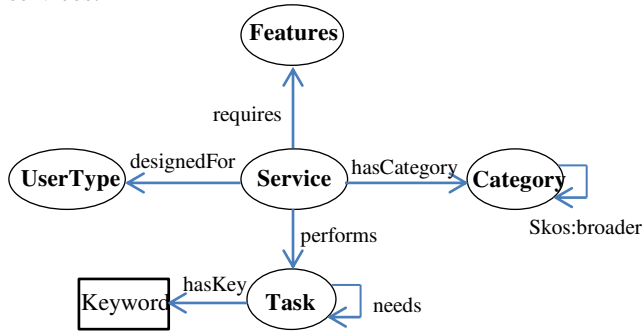 Features
requires
designedFor
hasCategory
UserType
Service
Category
Skos:broader
performs
hasKey
Keyword
Task
needs